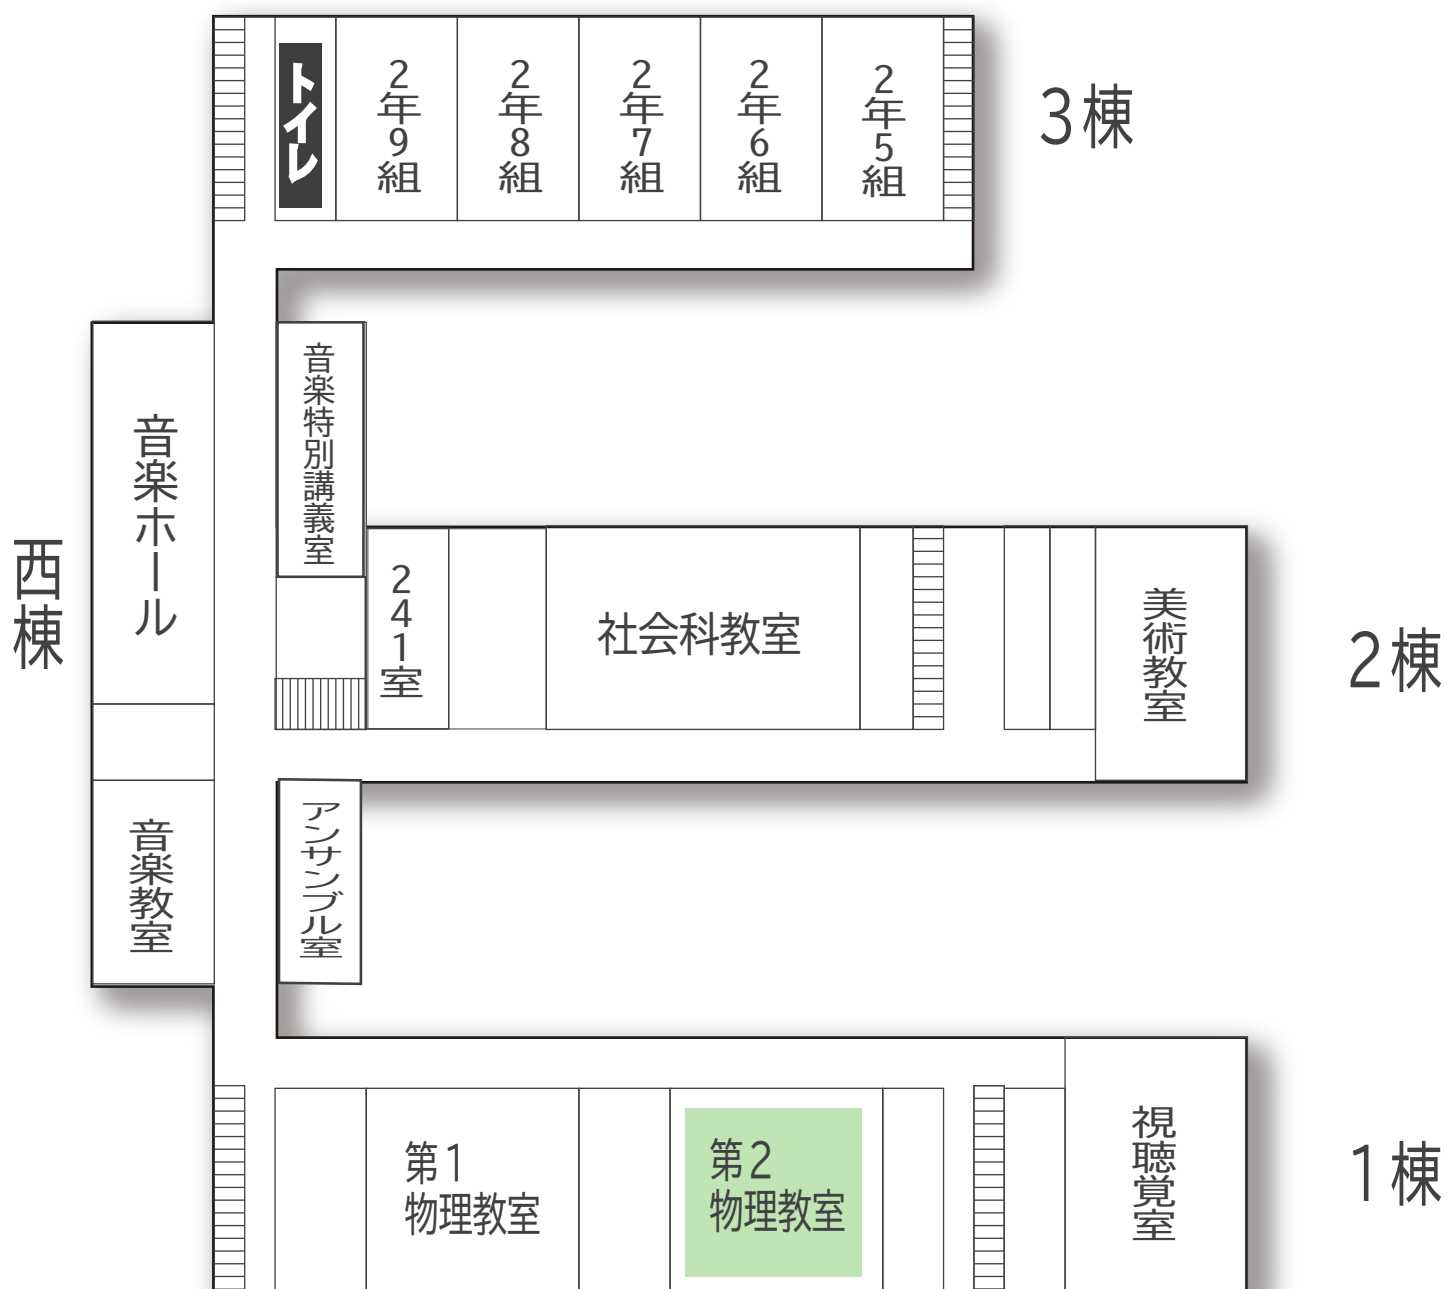 トイレ
2年9組
2年8組
2年7組
2年6組
2年5組
3棟
音楽ホール
音楽特別講義室
西棟
241室
社会科教室
美術教室
2棟
音楽教室
アンサンブル室
第1
物理教室
第2
物理教室
視聴覚室
1棟